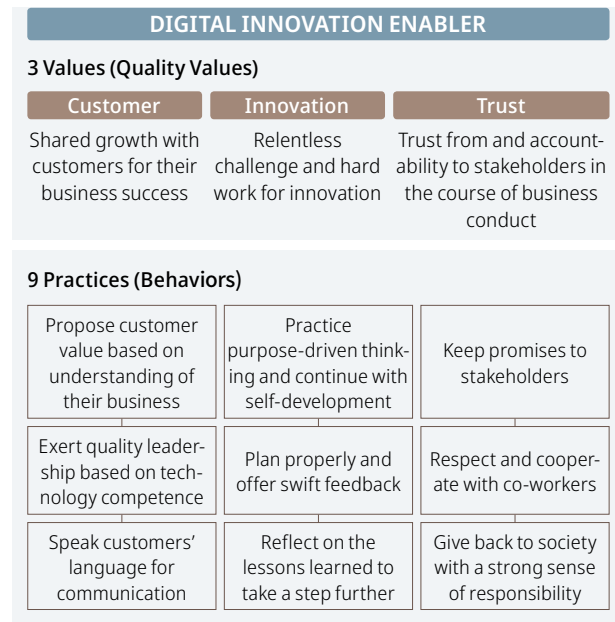 DIGITAL INNOVATION ENABLER
3 Values (Quality Values)
Customer
Shared growth with
customers for their
business success
Innovation
Relentless
challenge and hard
work for innovation
Trust
Trust from and account-
ability to stakeholders in
the course of business
conduct
9 Practices (Behaviors)
Propose customer
value based on
understanding of
their business
Practice
purpose-driven think-
ing and continue with
self-development
Keep promises to
stakeholders
Exert quality leader-
ship based on tech-
nology competence
Plan properly and
offer swift feedback
Respect and cooper-
ate with co-workers
Speak customers’
language for
communication
Reflect on the
lessons learned to
take a step further
Give back to society
with a strong sense
of responsibility